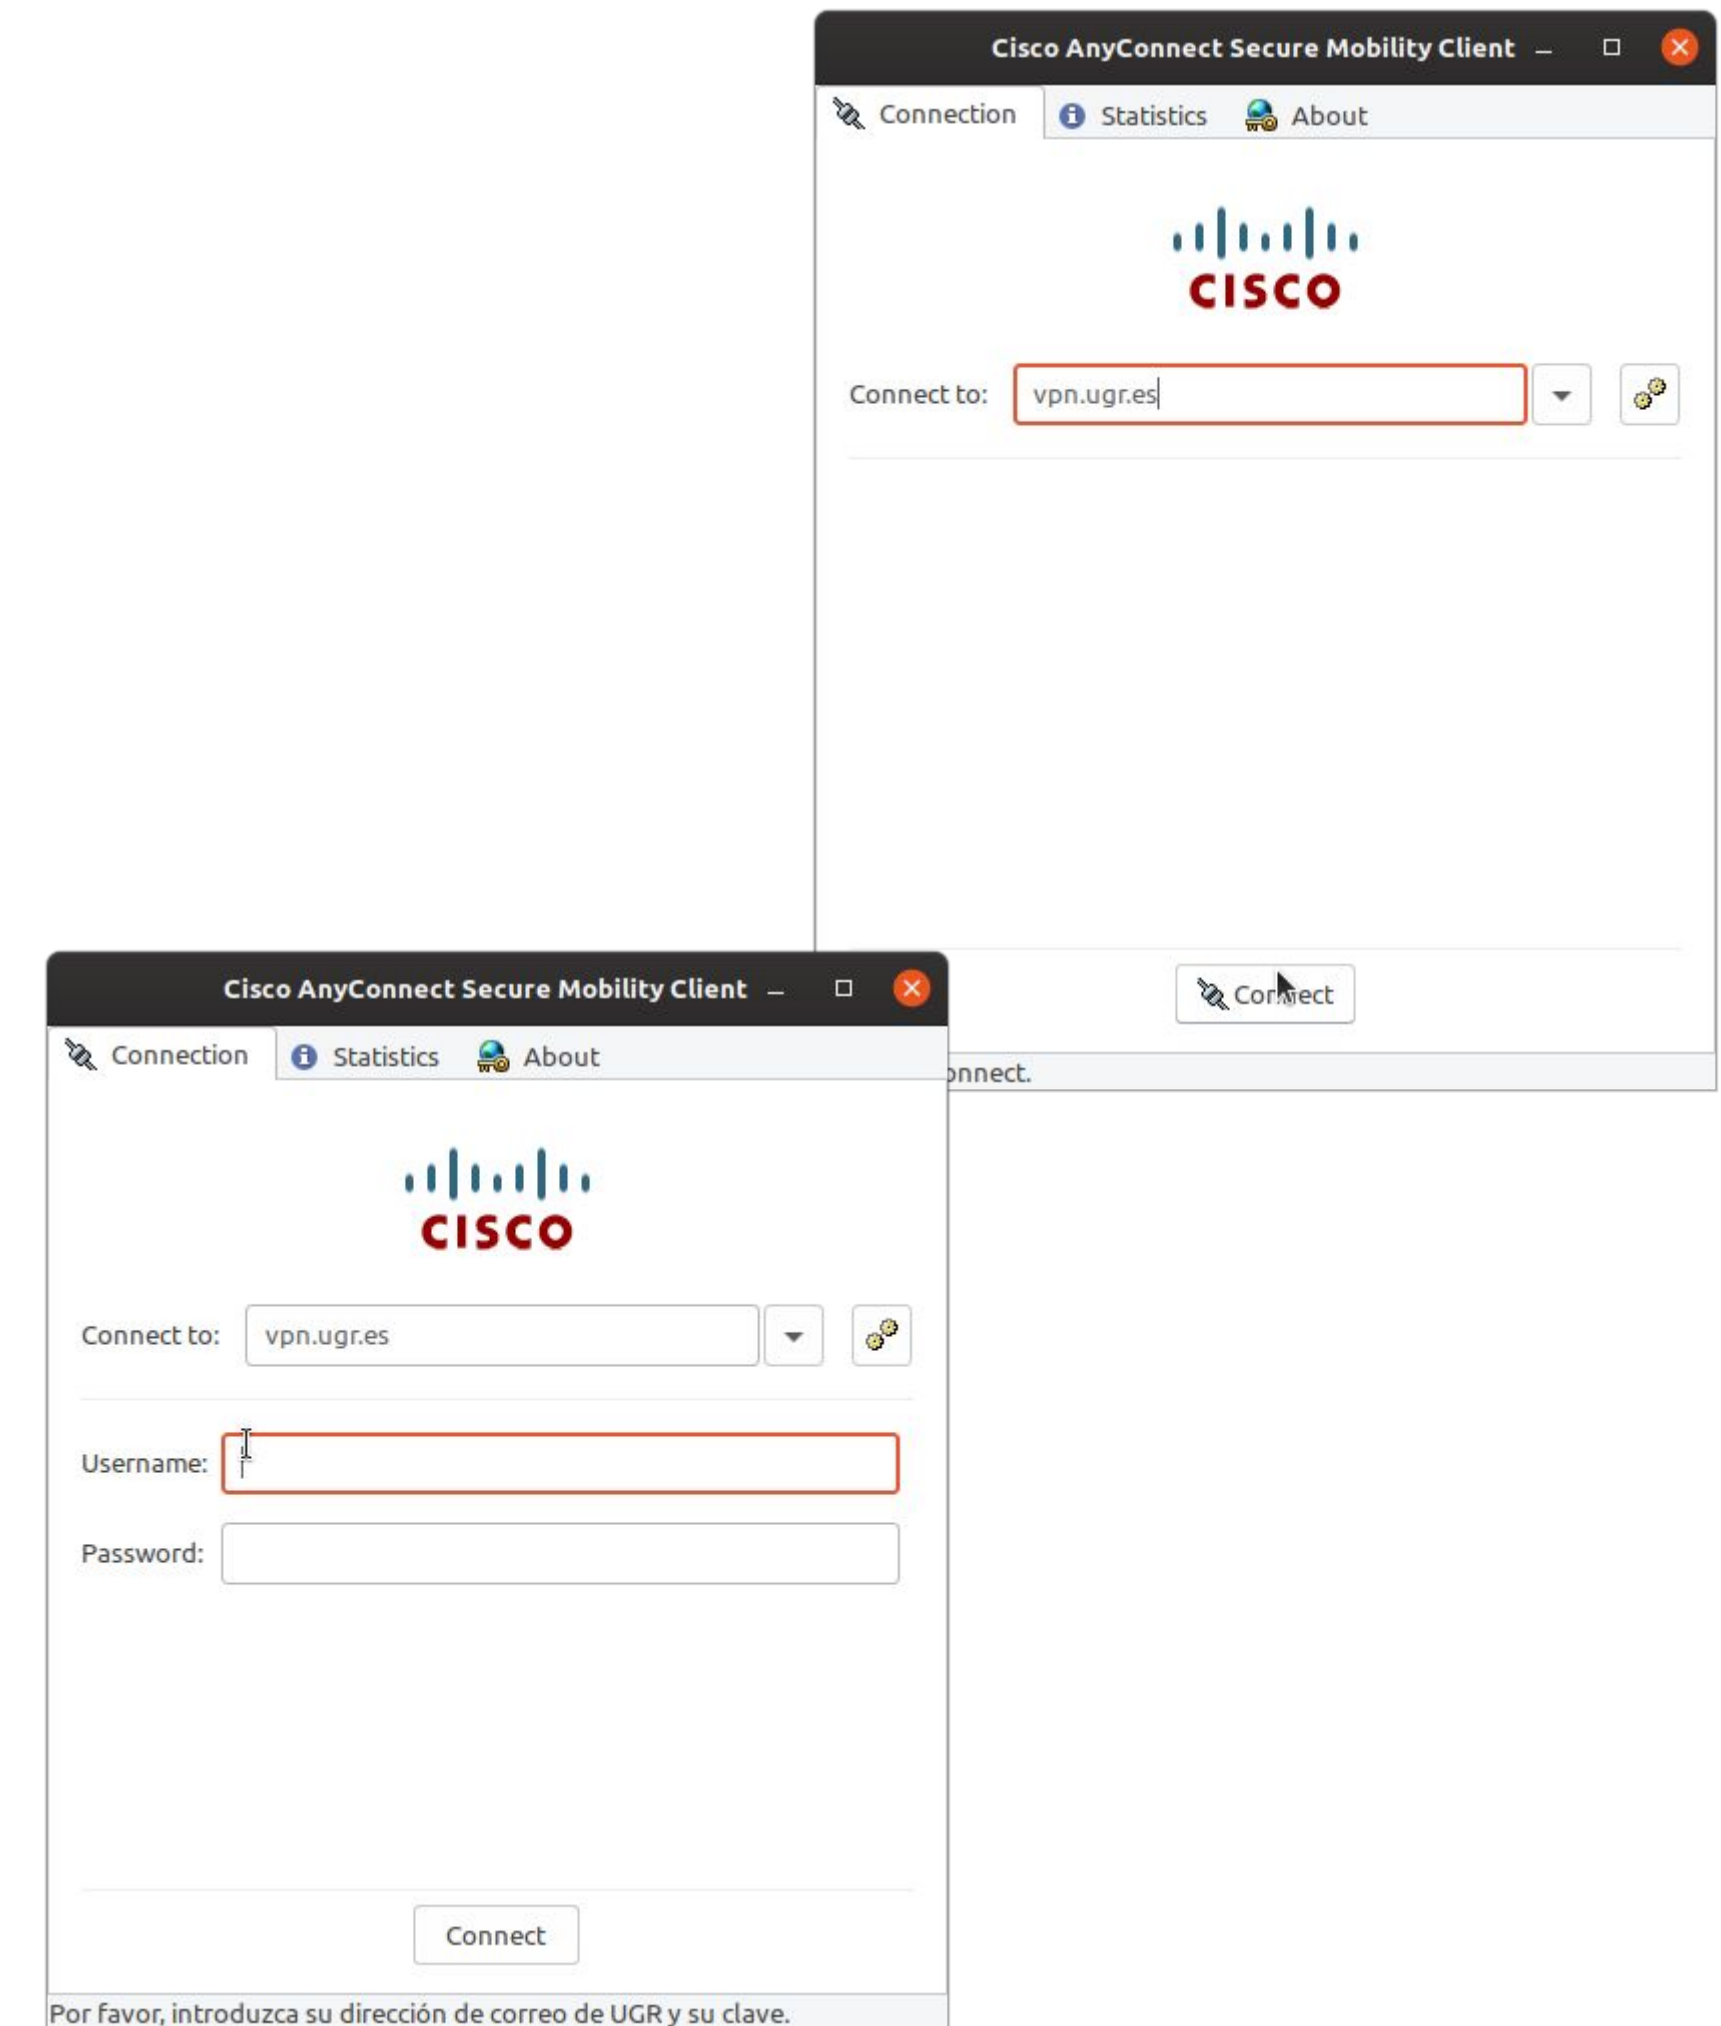 Cisco AnyConnect Secure Mobility Client
Connection Statistics About
CISCO
Connect to: vpn.ugr.es
Connect
onnect.
Cisco AnyConnect Secure Mobility Client
Connection Statistics About
CISCO
Connect to: vpn.ugr.es
Username:
Password:
Connect
Por favor, introduzca su dirección de correo de UGR y su clave.